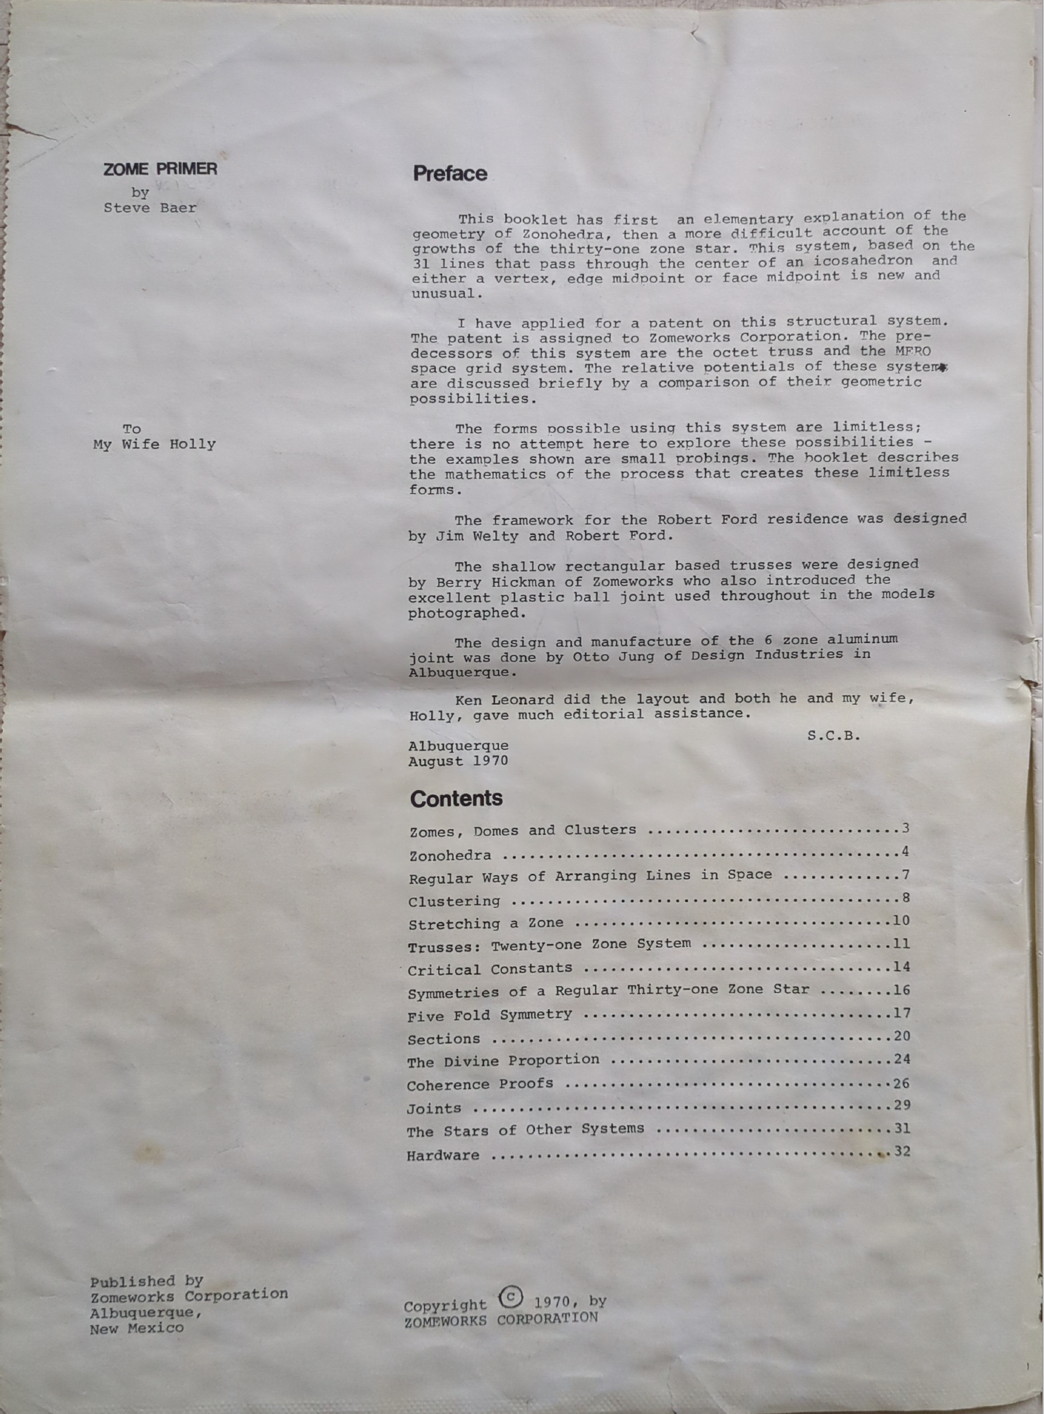 ZOME PRIMER
by
Steve Baer
To
My Wife Holly
Preface
This booklet has first an elementary explanation of the
geometry of Zonohedra, then a more difficult account of the
growths of the thirty-one zone star. This system, based on the
31 lines that pass through the center of an icosahedron and
either a vertex, edge midpoint or face midpoint is new and
unusual.
I have applied for a patent on this structural system.
The patent is assigned to Zomeworks Corporation. The pre-
decessors of this system are the octet truss and the MERO
space grid system. The relative potentials of these systems
are discussed briefly by a comparison of their geometric
possibilities.
The forms possible using this system are limitless;
there is no attempt here to explore these possibilities -
the examples shown are small probings. The booklet describes
the mathematics of the process that creates these limitless
forms.
The framework for the Robert Ford residence was designed
by Jim Welty and Robert Ford.
The shallow rectangular based trusses were designed
by Berry Hickman of Zomeworks who also introduced the
excellent plastic ball joint used throughout in the models
photographed.
The design and manufacture of the 6 zone aluminum
joint was done by Otto Jung of Design Industries in
Albuquerque.
Ken Leonard did the layout and both he and my wife,
Holly, gave much editorial assistance.
S.C.B.
Albuquerque
August 1970
Contents
Zomes, Domes and Clusters ............................3
Zonohedra ............................................4
Regular Ways of Arranging Lines in Space .............7
Clustering ...........................................8
Stretching a Zone ...................................10
Trusses: Twenty-one Zone System .....................11
Critical Constants ..................................14
Symmetries of a Regular Thirty-one Zone Star ........16
Five Fold Symmetry ..................................17
Sections ............................................20
The Divine Proportion ...............................24
Coherence Proofs ....................................26
Joints ..............................................29
The Stars of Other Systems ..........................31
Hardware ............................................32
Published by
Zomeworks Corporation
Albuquerque,
New Mexico
Copyright © 1970, by
ZOMEWORKS CORPORATION